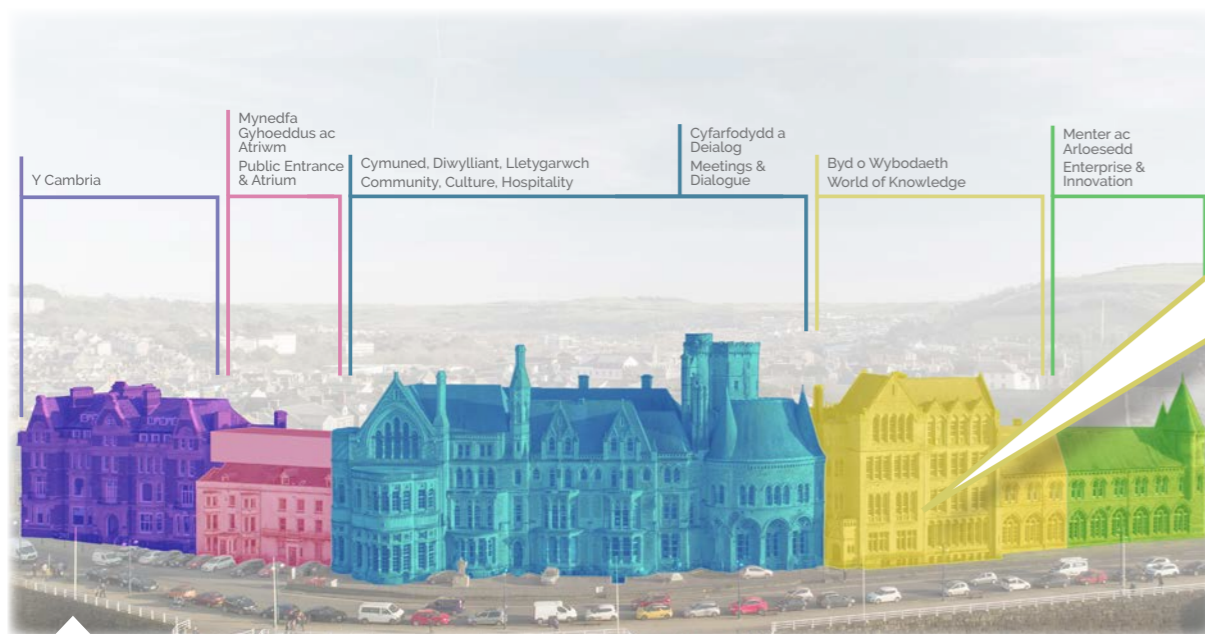 Y Cambria
Mynedfa
Gyhoeddus ac
Atriwm
Public Entrance
& Atrium
Cymuned, Diwylliant, Lletygarwch
Community, Culture, Hospitality
Cyfarfodydd a
Deialog
Meetings &
Dialogue
Byd o Wybodaeth
World of Knowledge
Menter ac
Arloesedd
Enterprise &
Innovation